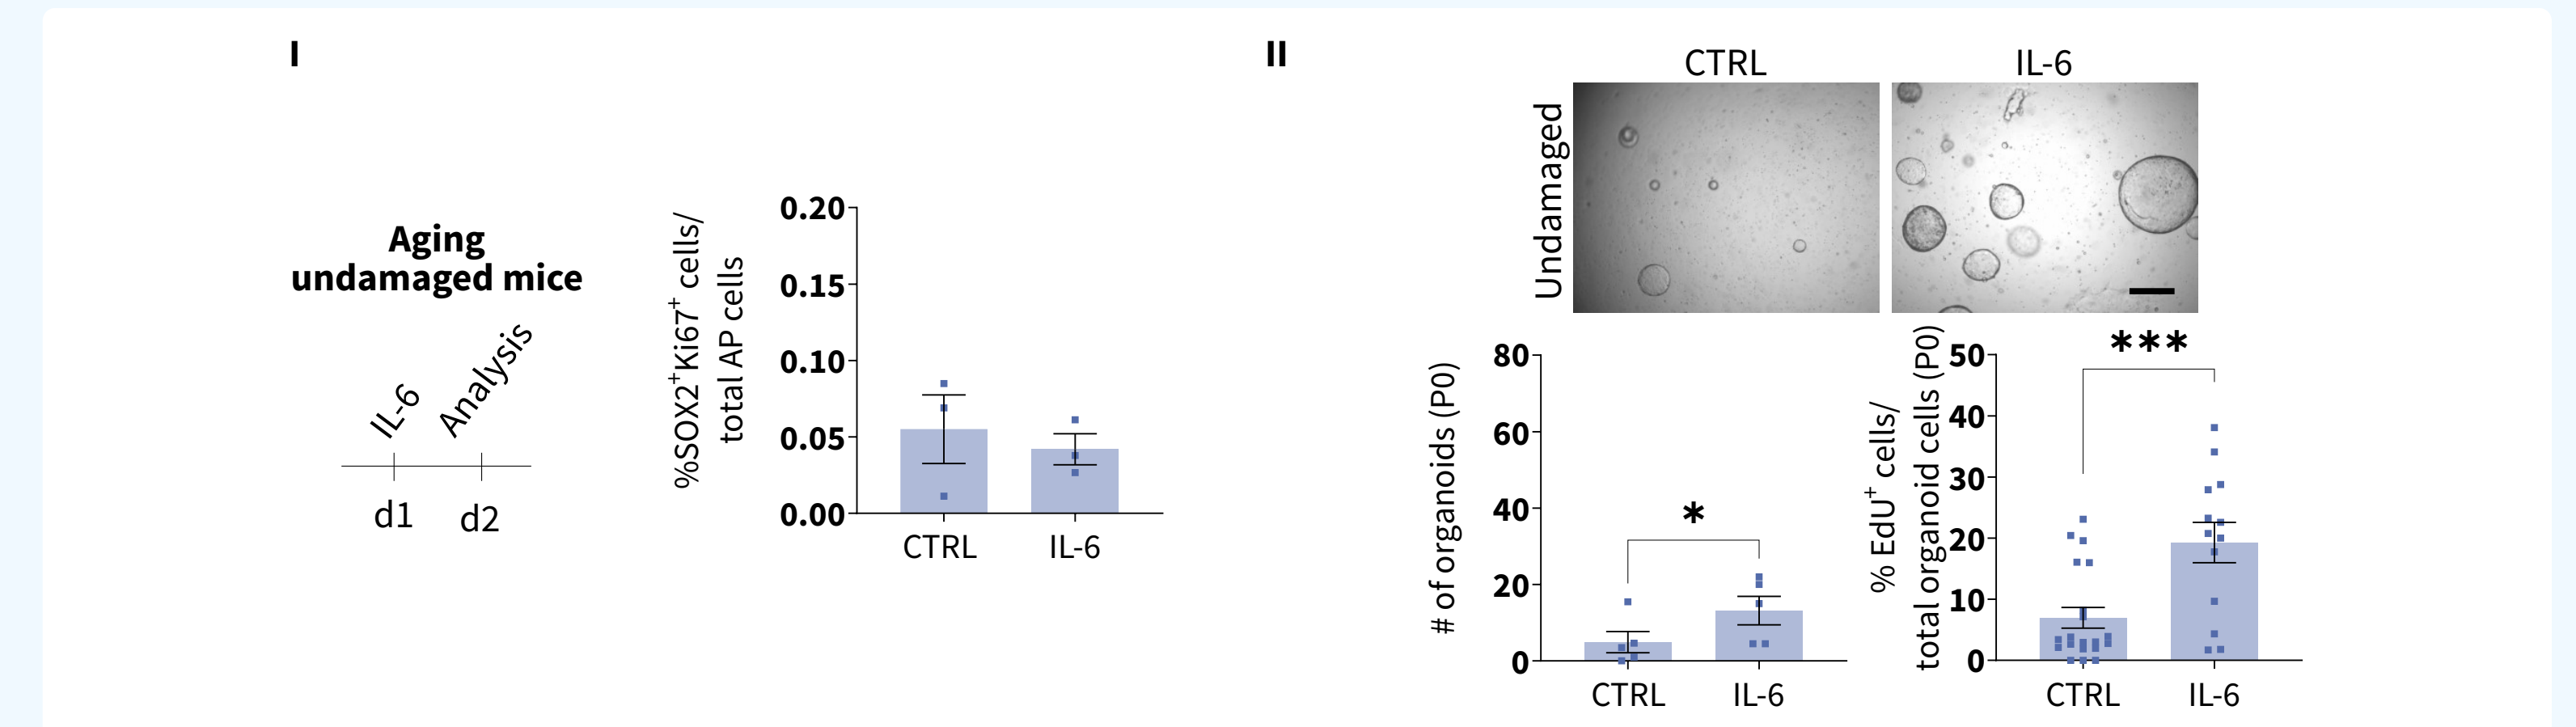 I
Aging
undamaged mice
IL-6
Analysis
d1
d2
%SOX2⁺Ki67⁺ cells/
total AP cells
0.20
0.15
0.10
0.05
0.00
CTRL
IL-6
II
CTRL
IL-6
Undamaged
# of organoids (P0)
80
60
40
20
0
*
CTRL
IL-6
% EdU⁺ cells/
total organoid cells (P0)
50
40
30
20
10
0
***
CTRL
IL-6